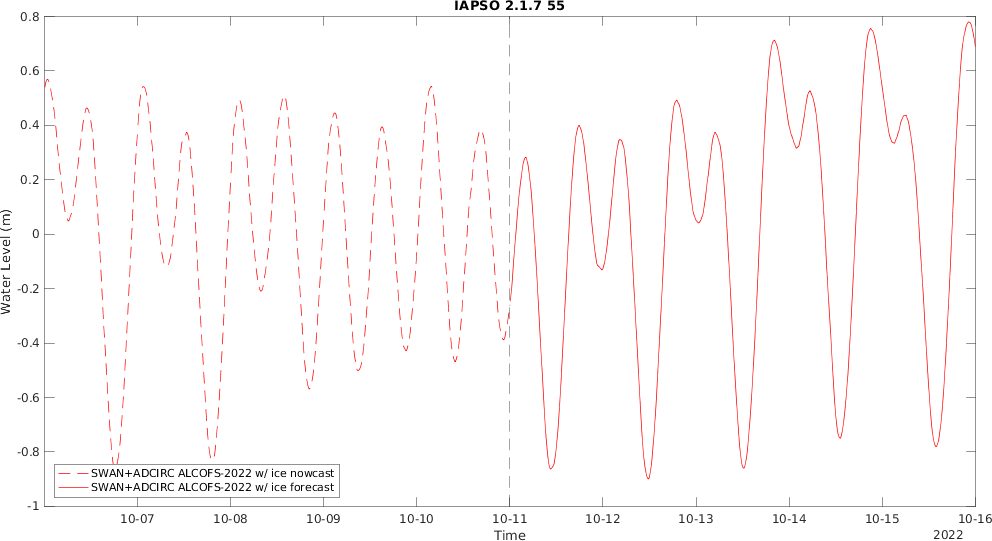 IAPSO 2.1.7 55
0.8
0.6
0.4
0.2
0
-0.2
-0.4
-0.6
-0.8
-1
Water Level (m)
SWAN+ADCIRC ALCOFS-2022 w/ ice nowcast
SWAN+ADCIRC ALCOFS-2022 w/ ice forecast
10-07 10-08 10-09 10-10 10-11 10-12 10-13 10-14 10-15 10-16
Time
2022